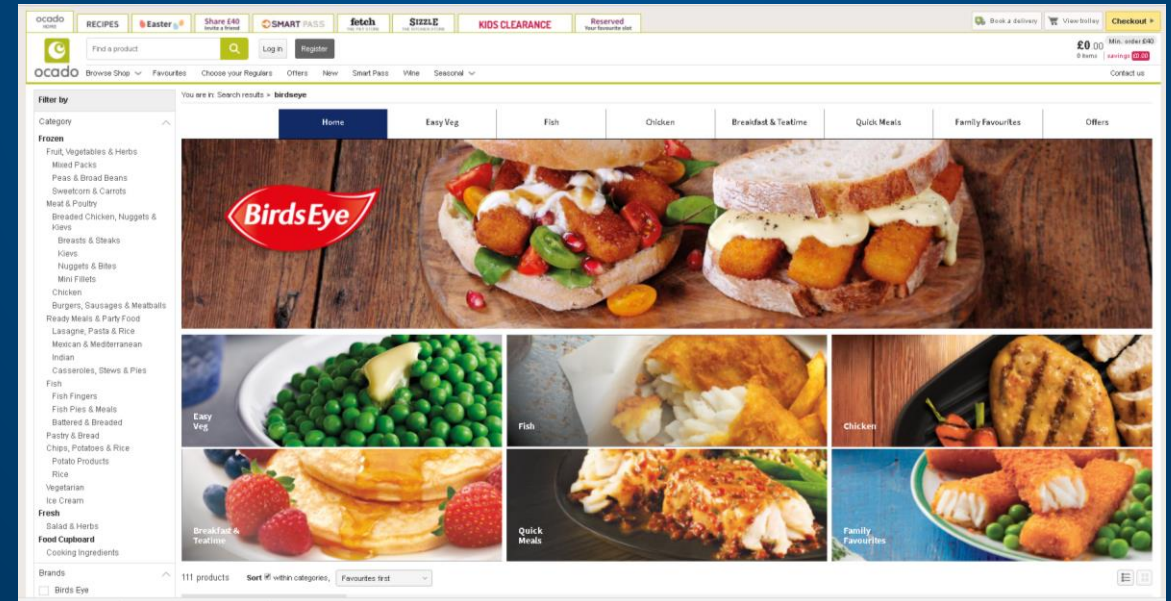 ocado
HOME
RECIPES
Easter
Share £40
Invite a friend
SMART PASS
fetch
THE PET STORE
SIZZLE
KIDS CLEARANCE
Reserved
Your favourite slot
Book a delivery
View trolley
Checkout
Find a product
Log in
Register
£0.00
Min. order £40
0 items
savings £0.00
ocado
Browse Shop
Favourites
Choose your Regulars
Offers
New
Smart Pass
Wine
Seasonal
Contact us
Filter by
Category
Frozen
Fruit, Vegetables & Herbs
Mixed Packs
Peas & Broad Beans
Sweetcorn & Carrots
Meat & Poultry
Breaded Chicken, Nuggets &
Kievs
Breasts & Steaks
Kievs
Nuggets & Bites
Mini Fillets
Chicken
Burgers, Sausages & Meatballs
Ready Meals & Party Food
Lasagne, Pasta & Rice
Mexican & Mediterranean
Indian
Casseroles, Stews & Pies
Fish
Fish Fingers
Fish Pies & Meals
Battered & Breaded
Pastry & Bread
Chips, Potatoes & Rice
Potato Products
Rice
Vegetarian
Ice Cream
Fresh
Salad & Herbs
Food Cupboard
Cooking Ingredients
Brands
Birds Eye
You are in: Search results > birdseye
Home
Easy Veg
Fish
Chicken
Breakfast & Teatime
Quick Meals
Family Favourites
Offers
BirdsEye
Easy
Veg
Fish
Chicken
Breakfast &
Teatime
Quick
Meals
Family
Favourites
111 products
Sort within categories,
Favourites first